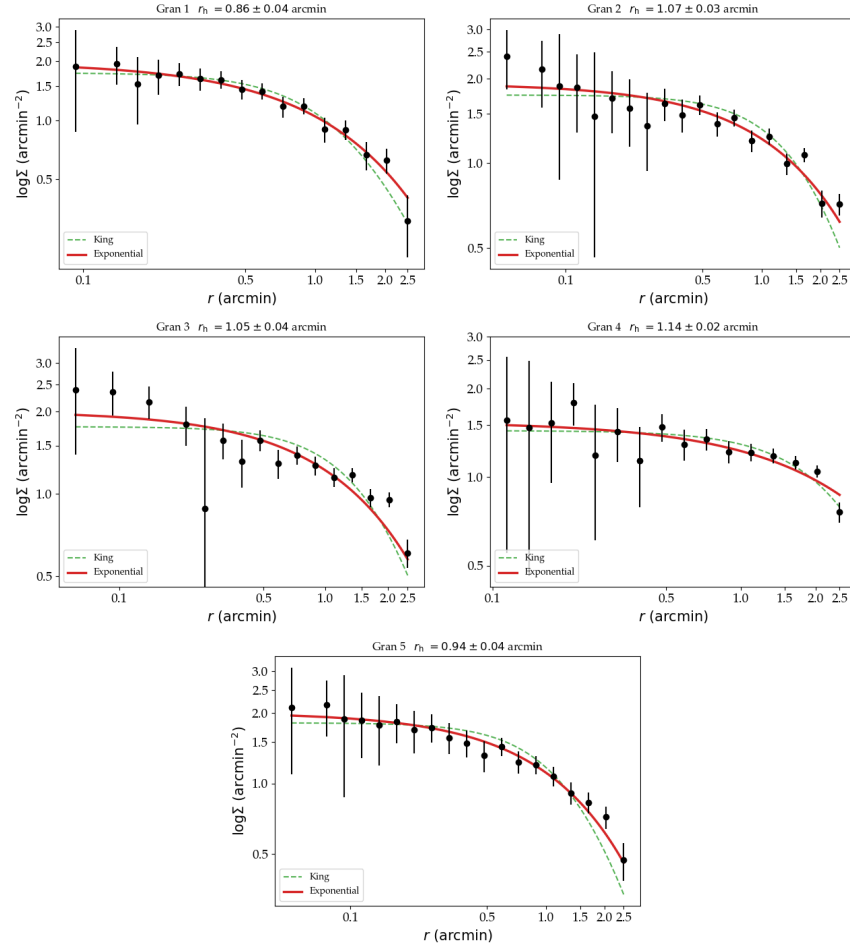 Gran 1 r_h = 0.86 ± 0.04 arcmin
3.0
2.5
2.0
1.5
1.0
0.5
logΣ (arcmin⁻²)
King
Exponential
0.1 0.5 1.0 1.5 2.0 2.5
r (arcmin)
Gran 2 r_h = 1.07 ± 0.03 arcmin
3.0
2.5
2.0
1.5
1.0
0.5
logΣ (arcmin⁻²)
King
Exponential
0.1 0.5 1.0 1.5 2.0 2.5
r (arcmin)
Gran 3 r_h = 1.05 ± 0.04 arcmin
3.0
2.5
2.0
1.5
1.0
0.5
logΣ (arcmin⁻²)
King
Exponential
0.1 0.5 1.0 1.5 2.0 2.5
r (arcmin)
Gran 4 r_h = 1.14 ± 0.02 arcmin
3.0
2.5
2.0
1.5
1.0
0.5
logΣ (arcmin⁻²)
King
Exponential
0.1 0.5 1.0 1.5 2.0 2.5
r (arcmin)
Gran 5 r_h = 0.94 ± 0.04 arcmin
3.0
2.5
2.0
1.5
1.0
0.5
logΣ (arcmin⁻²)
King
Exponential
0.1 0.5 1.0 1.5 2.0 2.5
r (arcmin)